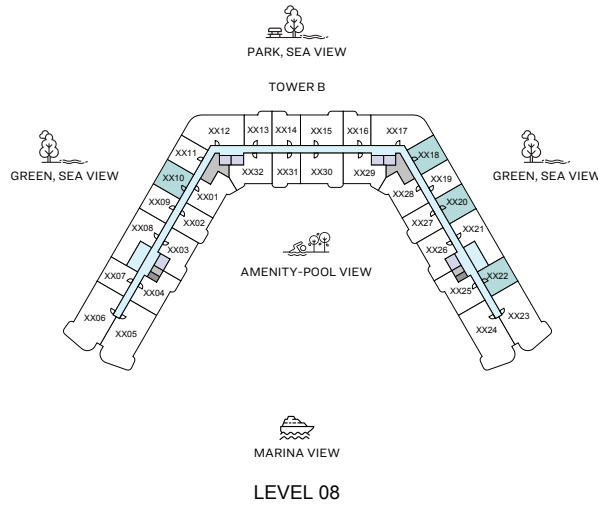 PARK, SEA VIEW
TOWER B
XX12
XX13
XX14
XX15
XX16
XX17
XX11
XX32
XX31
XX30
XX29
XX18
GREEN, SEA VIEW
GREEN, SEA VIEW
XX10
XX01
XX28
XX19
XX09
XX02
XX27
XX20
XX08
XX03
XX26
XX21
AMENITY-POOL VIEW
XX07
XX04
XX25
XX22
XX06
XX05
XX24
XX23
MARINA VIEW
LEVEL 08